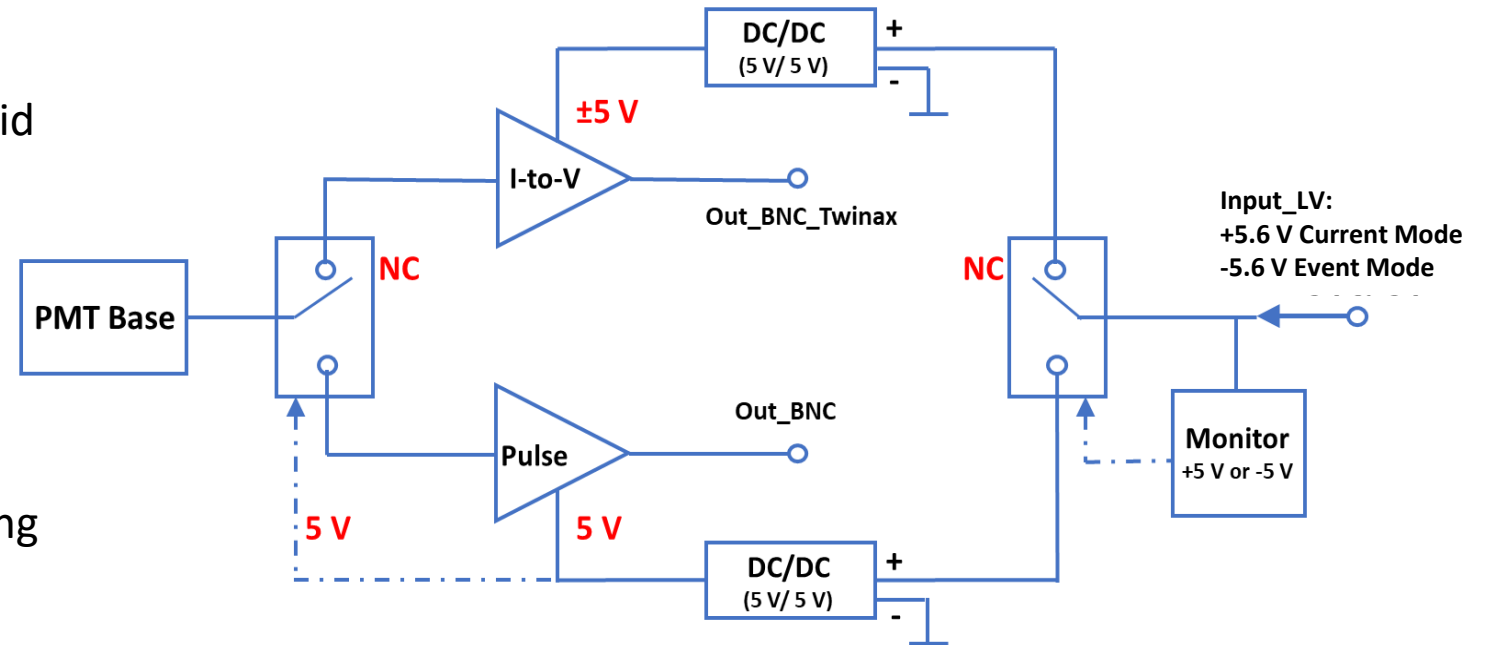 DC/DC
(5 V/ 5 V)
+
-
id
±5 V
I-to-V
Out_BNC_Twinax
Input_LV:
+5.6 V Current Mode
-5.6 V Event Mode
NC
NC
PMT Base
Out_BNC
Pulse
Monitor
+5 V or -5 V
ng
5 V
5 V
DC/DC
(5 V/ 5 V)
+
-